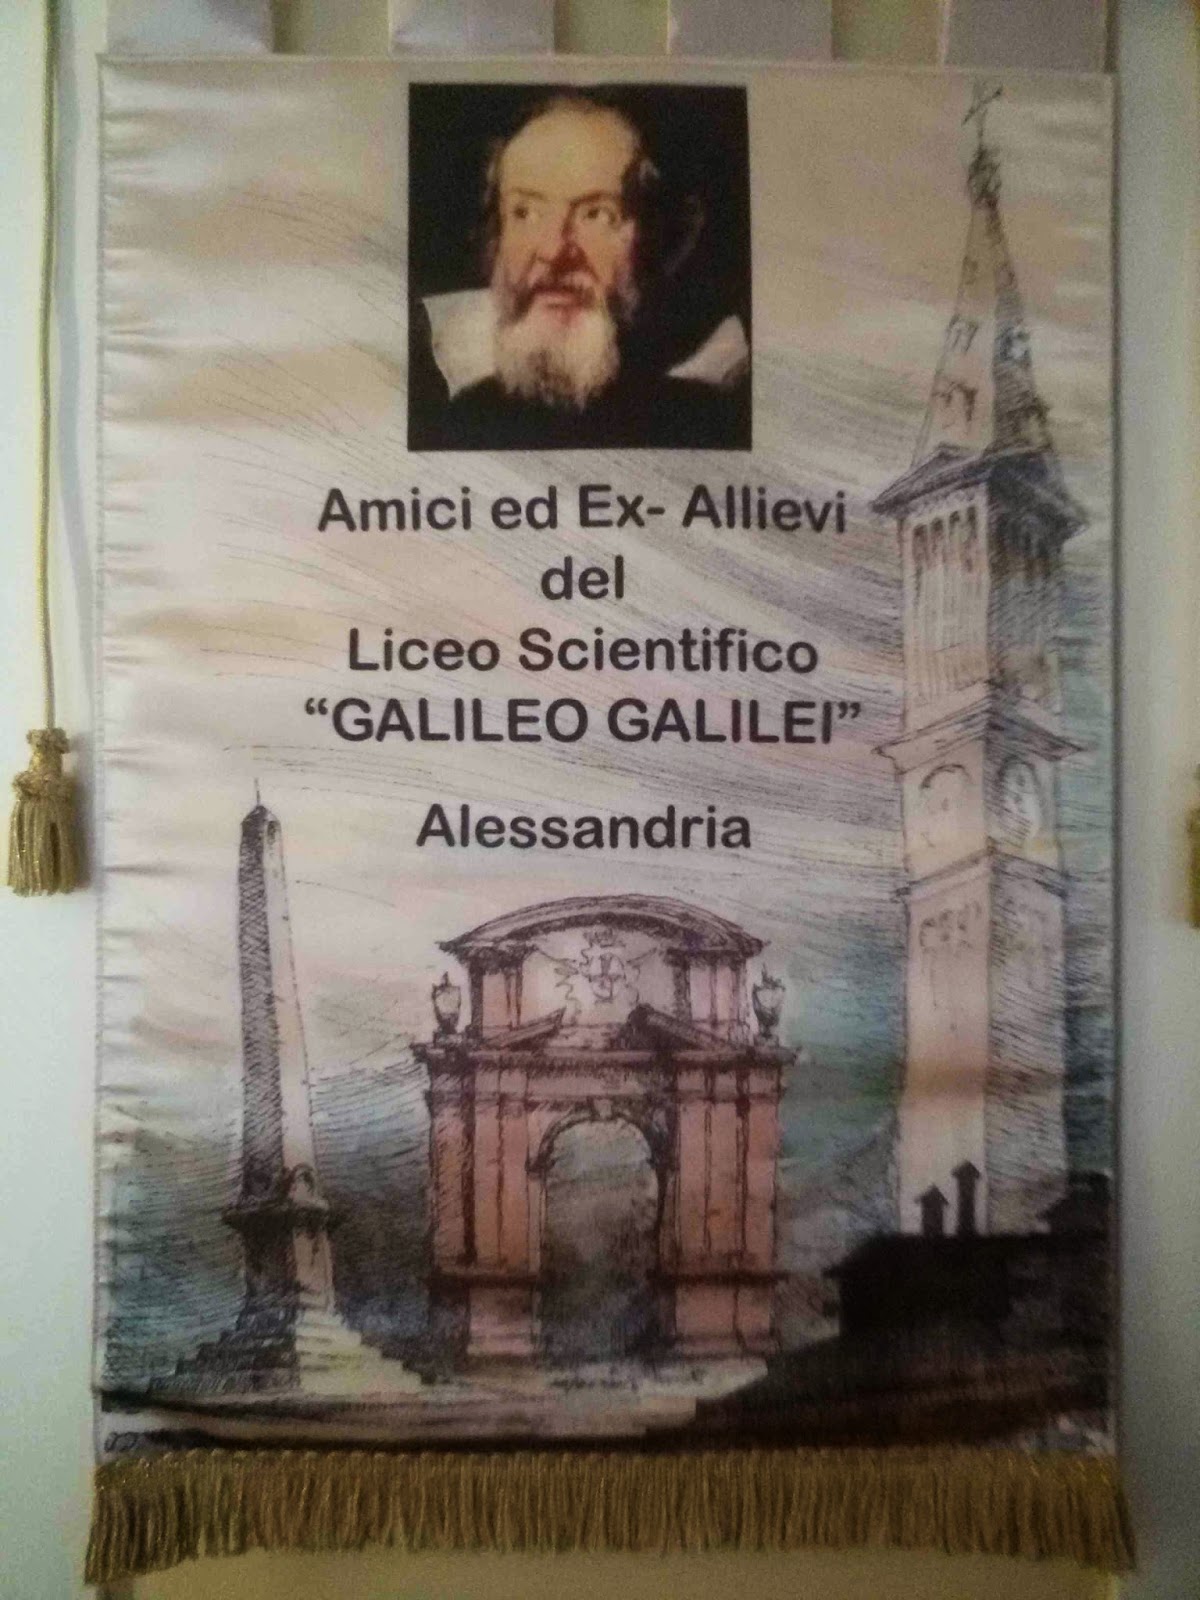 Amici ed Ex- Allievi
del
Liceo Scientifico
“GALILEO GALILEI”
Alessandria